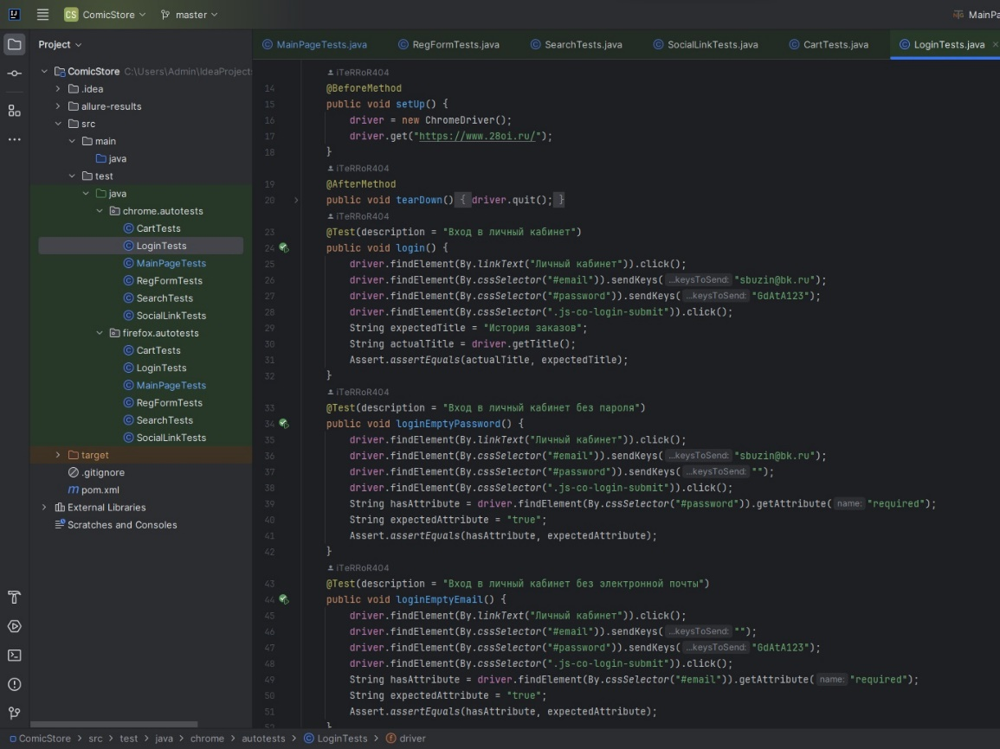 CS ComicStore master MainPa
Project
MainPageTests.java RegFormTests.java SearchTests.java SocialLinkTests.java CartTests.java LoginTests.java
ComicStore C:\Users\Admin\IdeaProject
.idea
allure-results
src
main
java
test
java
chrome.autotests
CartTests
LoginTests
MainPageTests
RegFormTests
SearchTests
SocialLinkTests
firefox.autotests
CartTests
LoginTests
MainPageTests
RegFormTests
SearchTests
SocialLinkTests
target
.gitignore
pom.xml
External Libraries
Scratches and Consoles
iTeRRoR404
14 @BeforeMethod
15 public void setUp() {
16 driver = new ChromeDriver();
17 driver.get("https://www.28oi.ru/");
18 }
iTeRRoR404
19 @AfterMethod
20 public void tearDown() { driver.quit(); }
iTeRRoR404
23 @Test(description = "Вход в личный кабинет")
24 public void login() {
25 driver.findElement(By.linkText("Личный кабинет")).click();
26 driver.findElement(By.cssSelector("#email")).sendKeys( ...keysToSend: "sbuzin@bk.ru");
27 driver.findElement(By.cssSelector("#password")).sendKeys( ...keysToSend: "GdAtA123");
28 driver.findElement(By.cssSelector(".js-co-login-submit")).click();
29 String expectedTitle = "История заказов";
30 String actualTitle = driver.getTitle();
31 Assert.assertEquals(actualTitle, expectedTitle);
32 }
iTeRRoR404
33 @Test(description = "Вход в личный кабинет без пароля")
34 public void loginEmptyPassword() {
35 driver.findElement(By.linkText("Личный кабинет")).click();
36 driver.findElement(By.cssSelector("#email")).sendKeys( ...keysToSend: "sbuzin@bk.ru");
37 driver.findElement(By.cssSelector("#password")).sendKeys( ...keysToSend: "");
38 driver.findElement(By.cssSelector(".js-co-login-submit")).click();
39 String hasAttribute = driver.findElement(By.cssSelector("#password")).getAttribute( name: "required");
40 String expectedAttribute = "true";
41 Assert.assertEquals(hasAttribute, expectedAttribute);
42 }
iTeRRoR404
43 @Test(description = "Вход в личный кабинет без электронной почты")
44 public void loginEmptyEmail() {
45 driver.findElement(By.linkText("Личный кабинет")).click();
46 driver.findElement(By.cssSelector("#email")).sendKeys( ...keysToSend: "");
47 driver.findElement(By.cssSelector("#password")).sendKeys( ...keysToSend: "GdAtA123");
48 driver.findElement(By.cssSelector(".js-co-login-submit")).click();
49 String hasAttribute = driver.findElement(By.cssSelector("#email")).getAttribute( name: "required");
50 String expectedAttribute = "true";
51 Assert.assertEquals(hasAttribute, expectedAttribute);
52 }
ComicStore > src > test > java > chrome > autotests > LoginTests > driver